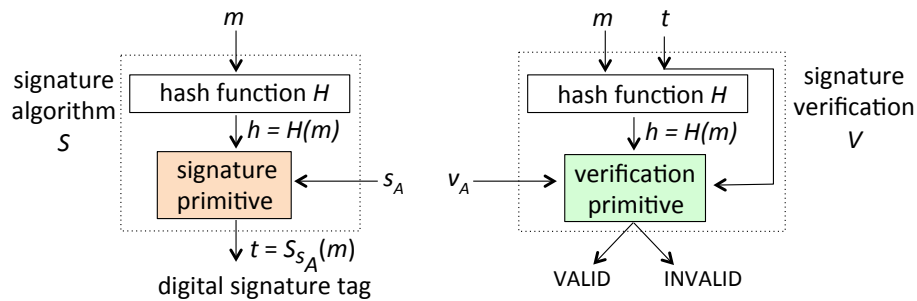 m
signature
algorithm
S
hash function H
h = H(m)
signature
primitive
s_A
t = S_{s_A}(m)
digital signature tag
m t
signature
verification
V
hash function H
h = H(m)
v_A
verification
primitive
VALID INVALID